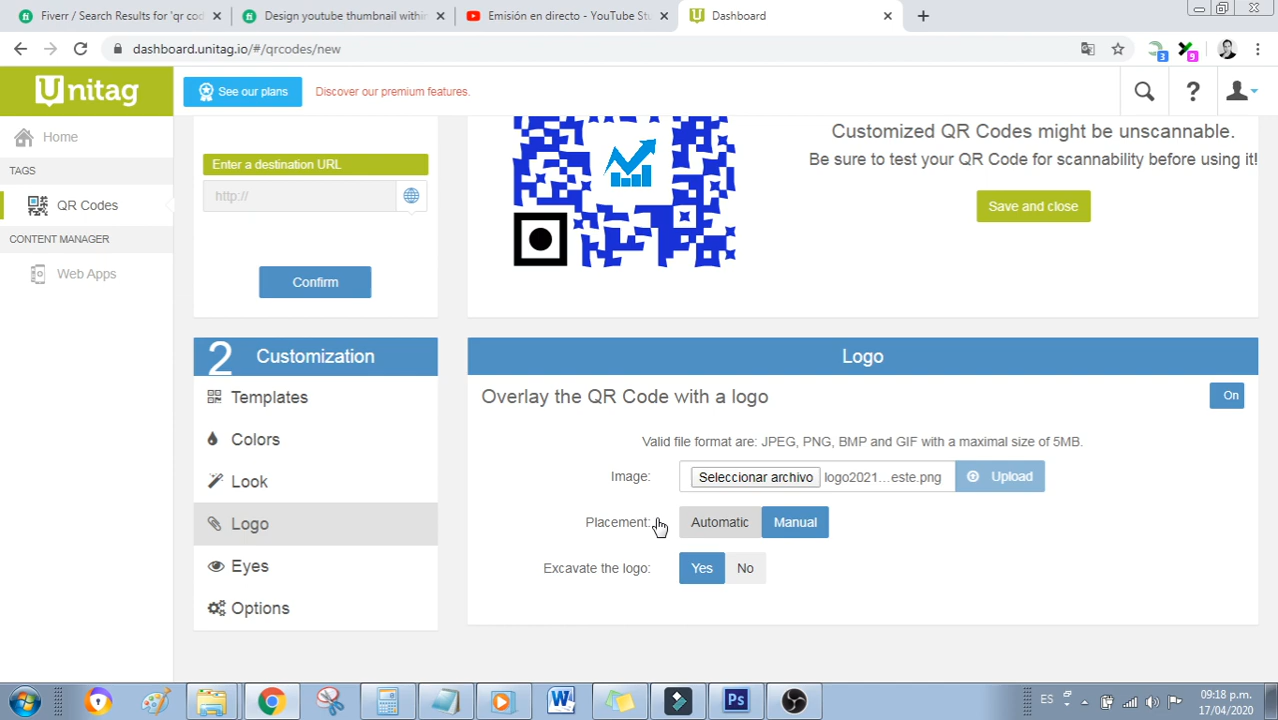 Fiverr / Search Results for 'qr cod
Design youtube thumbnail within
Emisión en directo - YouTube Stu
Dashboard
dashboard.unitag.io/#/qrcodes/new
3
9
Unitag
See our plans
Discover our premium features.
Home
TAGS
QR Codes
CONTENT MANAGER
Web Apps
Enter a destination URL
http://
Confirm
Customized QR Codes might be unscannable.
Be sure to test your QR Code for scannability before using it!
Save and close
2 Customization
Templates
Colors
Look
Logo
Eyes
Options
Logo
Overlay the QR Code with a logo
On
Valid file format are: JPEG, PNG, BMP and GIF with a maximal size of 5MB.
Image: Seleccionar archivo logo2021...este.png Upload
Placement: Automatic Manual
Excavate the logo: Yes No
W
Ps
ES
09:18 p.m.
17/04/2020